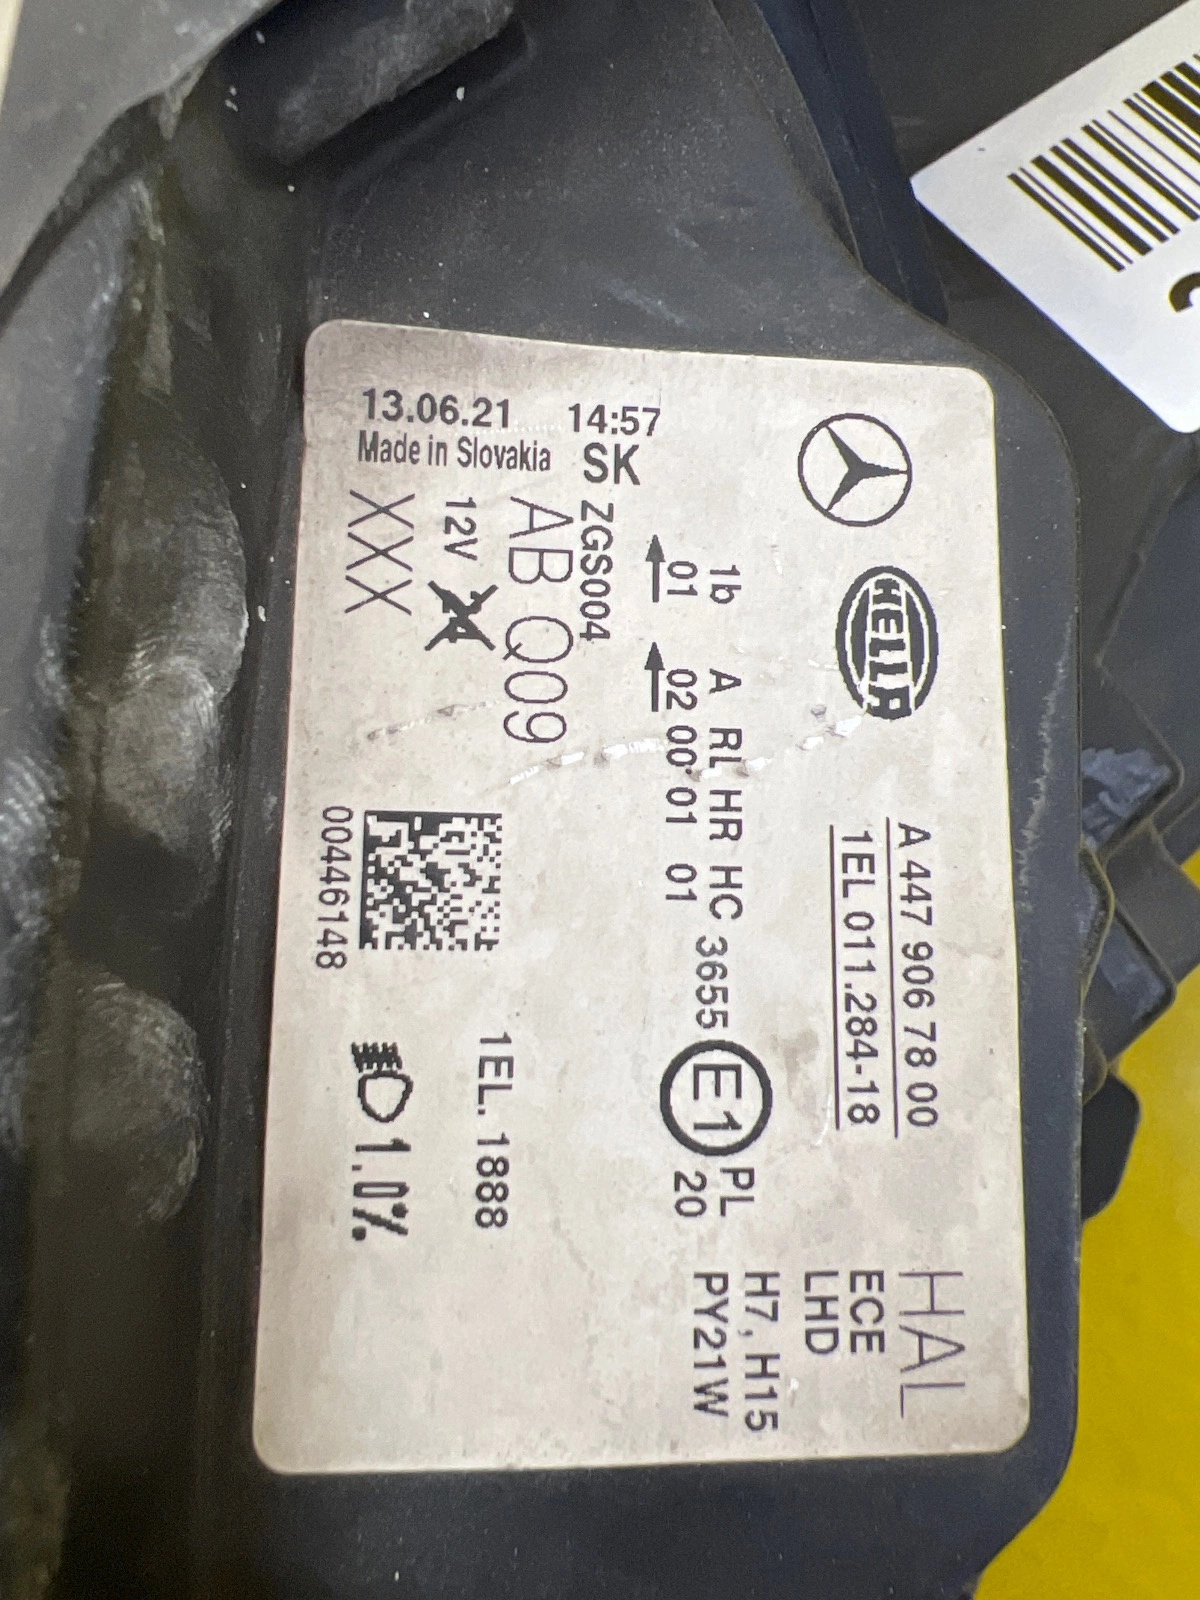 HELLA
A 447 906 78 00
HAL
1EL 011.284-18
ECE
LHD
1b A RL HR HC 3655 E1 PL
01 02 00 01 01
20
H7, H15
PY21W
13.06.21 14:57
Made in Slovakia SK
ZGS004
AB Q09
12V
XXX
00446148
1EL. 1888
1.0%